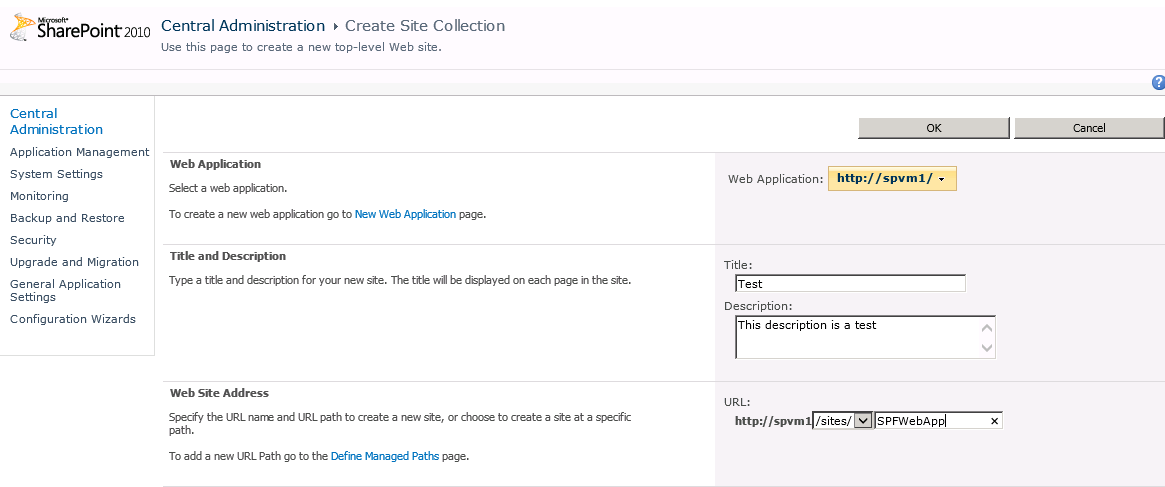 Microsoft®
SharePoint® 2010
Central Administration ▸ Create Site Collection
Use this page to create a new top-level Web site.
Central
Administration
Application Management
System Settings
Monitoring
Backup and Restore
Security
Upgrade and Migration
General Application
Settings
Configuration Wizards
OK Cancel
Web Application
Select a web application.
To create a new web application go to New Web Application page.
Web Application: http://spvm1/
Title and Description
Type a title and description for your new site. The title will be displayed on each page in the site.
Title:
Test
Description:
This description is a test
Web Site Address
Specify the URL name and URL path to create a new site, or choose to create a site at a specific
path.
To add a new URL Path go to the Define Managed Paths page.
URL:
http://spvm1 /sites/ SPFWebApp